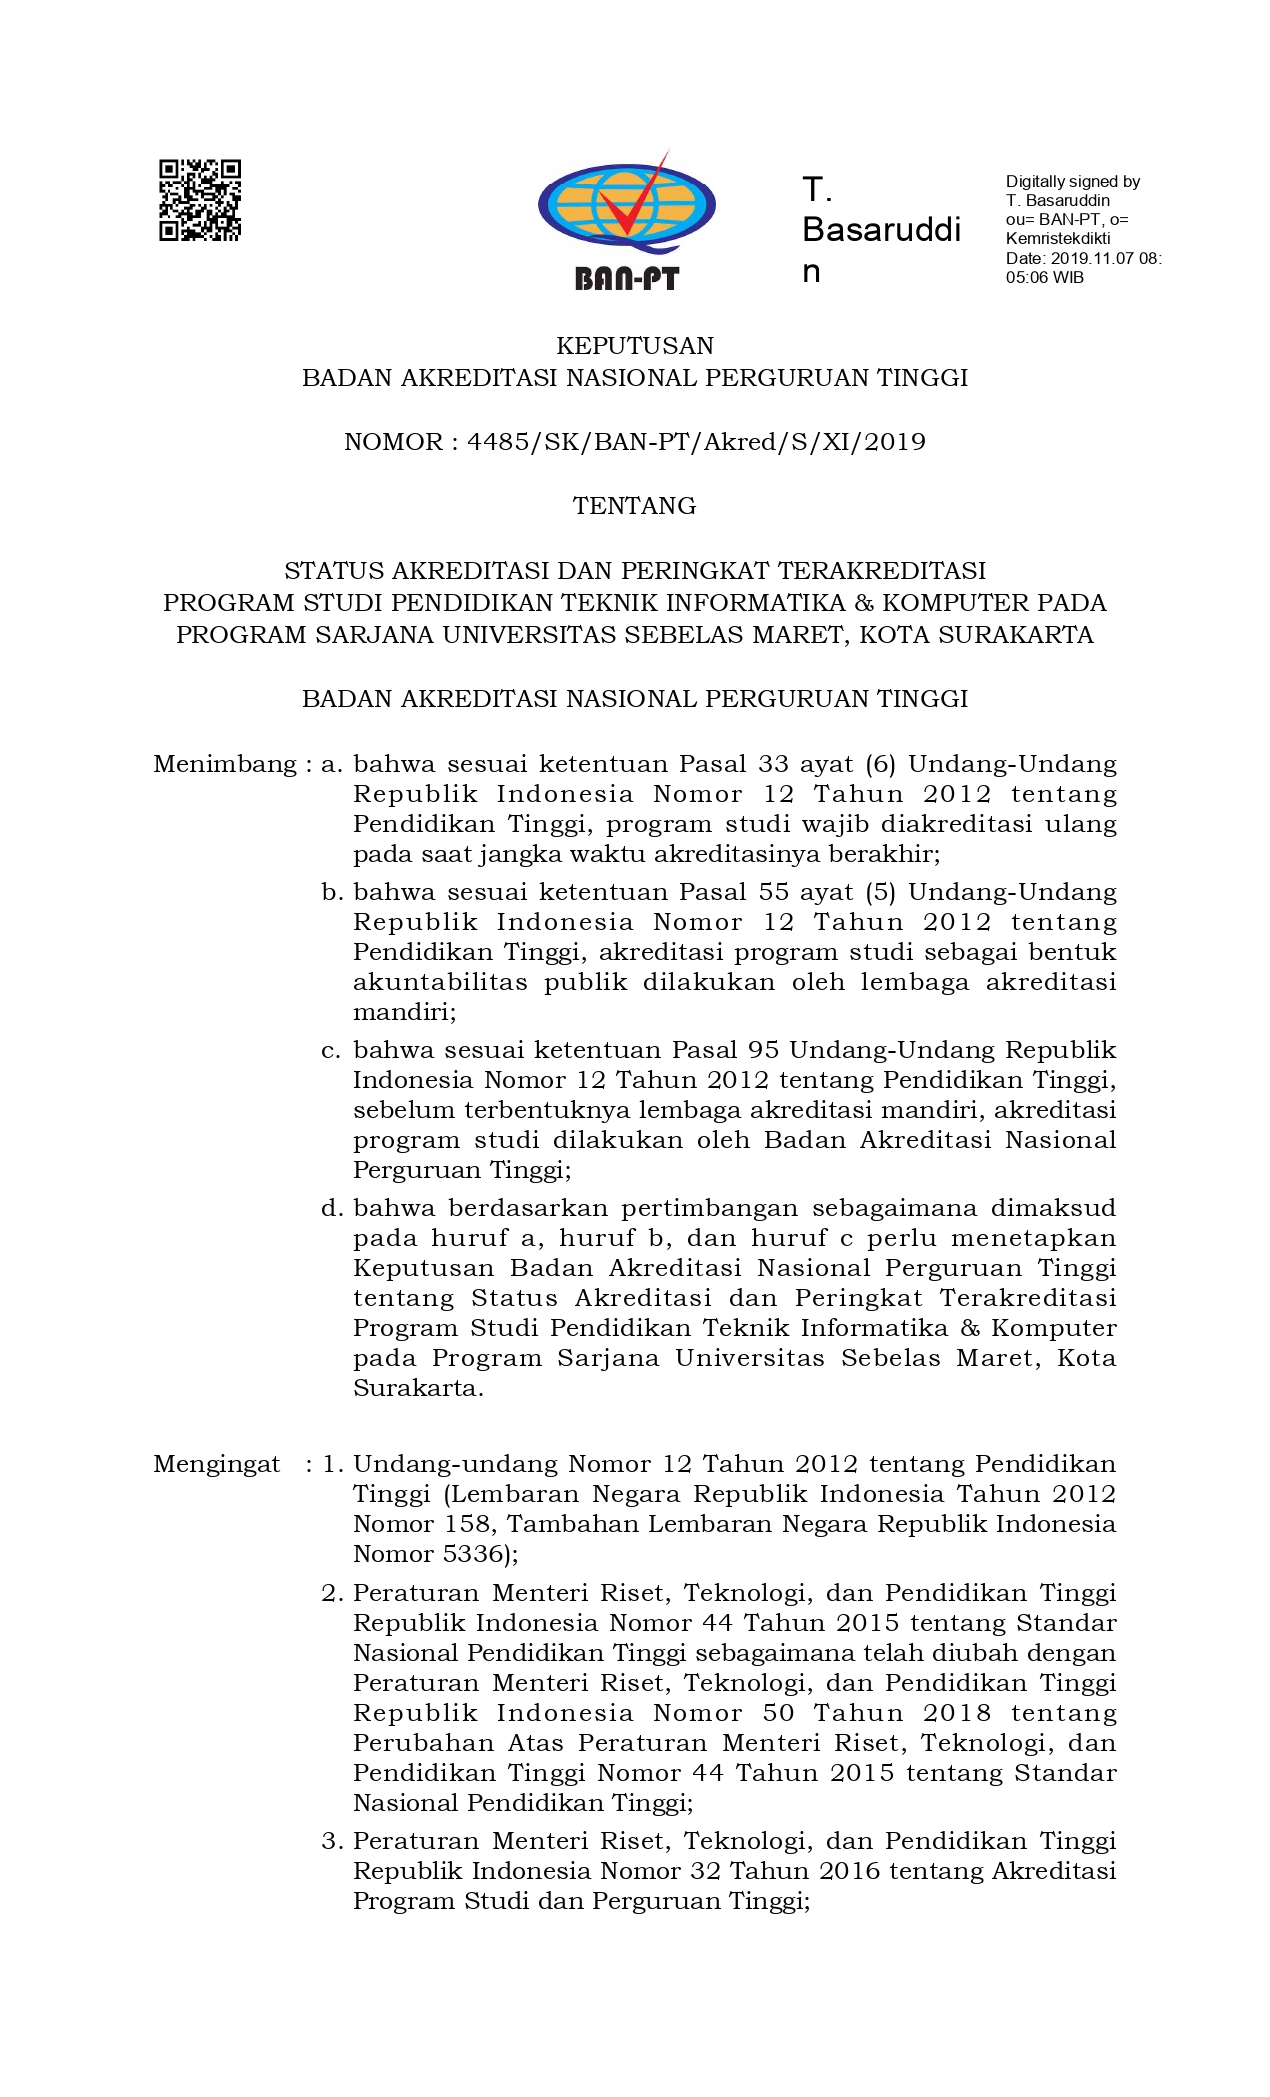 BAN-PT
T.
Basaruddi
n
Digitally signed by
T. Basaruddin
ou= BAN-PT, o=
Kemristekdikti
Date: 2019.11.07 08:
05:06 WIB
KEPUTUSAN
BADAN AKREDITASI NASIONAL PERGURUAN TINGGI
NOMOR : 4485/SK/BAN-PT/Akred/S/XI/2019
TENTANG
STATUS AKREDITASI DAN PERINGKAT TERAKREDITASI
PROGRAM STUDI PENDIDIKAN TEKNIK INFORMATIKA & KOMPUTER PADA
PROGRAM SARJANA UNIVERSITAS SEBELAS MARET, KOTA SURAKARTA
BADAN AKREDITASI NASIONAL PERGURUAN TINGGI
Menimbang : a. bahwa sesuai ketentuan Pasal 33 ayat (6) Undang-Undang
Republik Indonesia Nomor 12 Tahun 2012 tentang
Pendidikan Tinggi, program studi wajib diakreditasi ulang
pada saat jangka waktu akreditasinya berakhir;
b. bahwa sesuai ketentuan Pasal 55 ayat (5) Undang-Undang
Republik Indonesia Nomor 12 Tahun 2012 tentang
Pendidikan Tinggi, akreditasi program studi sebagai bentuk
akuntabilitas publik dilakukan oleh lembaga akreditasi
mandiri;
c. bahwa sesuai ketentuan Pasal 95 Undang-Undang Republik
Indonesia Nomor 12 Tahun 2012 tentang Pendidikan Tinggi,
sebelum terbentuknya lembaga akreditasi mandiri, akreditasi
program studi dilakukan oleh Badan Akreditasi Nasional
Perguruan Tinggi;
d. bahwa berdasarkan pertimbangan sebagaimana dimaksud
pada huruf a, huruf b, dan huruf c perlu menetapkan
Keputusan Badan Akreditasi Nasional Perguruan Tinggi
tentang Status Akreditasi dan Peringkat Terakreditasi
Program Studi Pendidikan Teknik Informatika & Komputer
pada Program Sarjana Universitas Sebelas Maret, Kota
Surakarta.
Mengingat : 1. Undang-undang Nomor 12 Tahun 2012 tentang Pendidikan
Tinggi (Lembaran Negara Republik Indonesia Tahun 2012
Nomor 158, Tambahan Lembaran Negara Republik Indonesia
Nomor 5336);
2. Peraturan Menteri Riset, Teknologi, dan Pendidikan Tinggi
Republik Indonesia Nomor 44 Tahun 2015 tentang Standar
Nasional Pendidikan Tinggi sebagaimana telah diubah dengan
Peraturan Menteri Riset, Teknologi, dan Pendidikan Tinggi
Republik Indonesia Nomor 50 Tahun 2018 tentang
Perubahan Atas Peraturan Menteri Riset, Teknologi, dan
Pendidikan Tinggi Nomor 44 Tahun 2015 tentang Standar
Nasional Pendidikan Tinggi;
3. Peraturan Menteri Riset, Teknologi, dan Pendidikan Tinggi
Republik Indonesia Nomor 32 Tahun 2016 tentang Akreditasi
Program Studi dan Perguruan Tinggi;